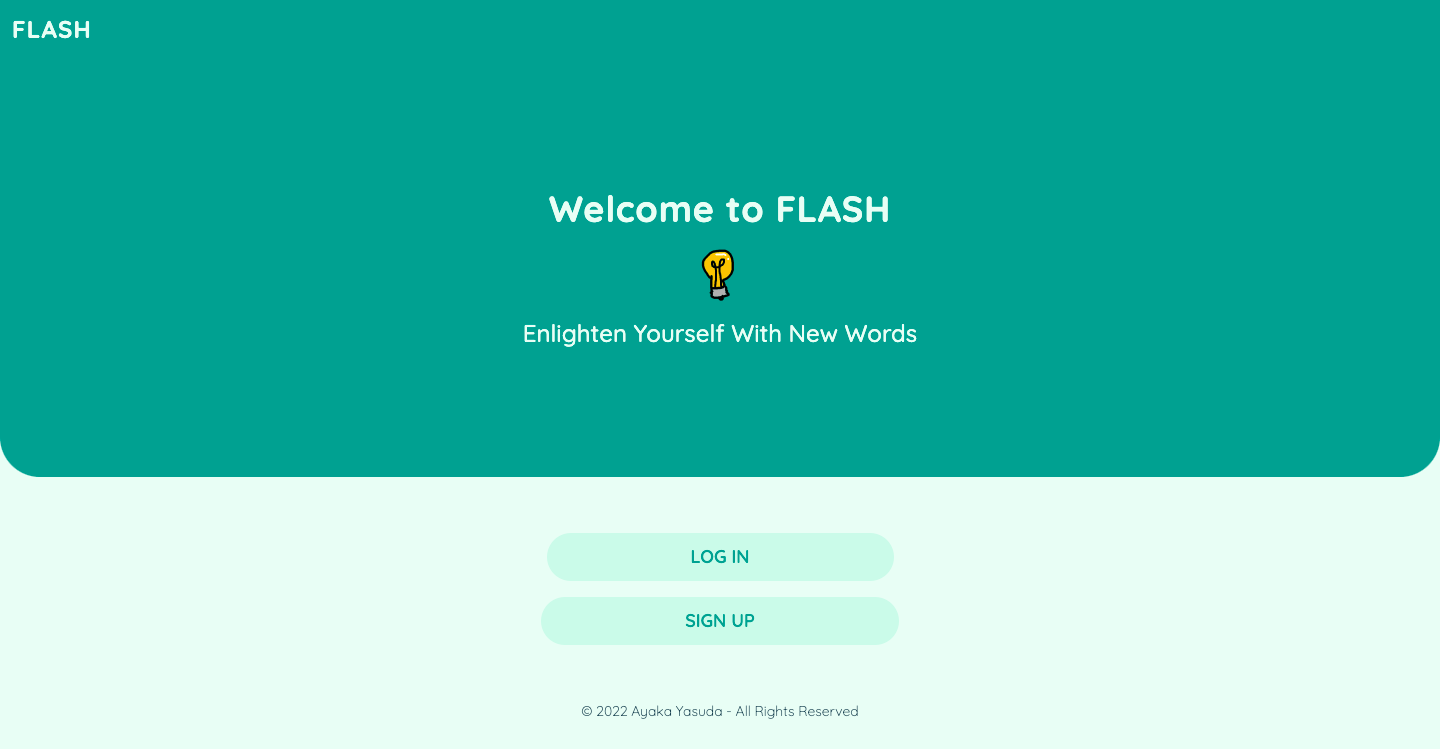 FLASH
Welcome to FLASH
Enlighten Yourself With New Words
LOG IN
SIGN UP
© 2022 Ayaka Yasuda - All Rights Reserved